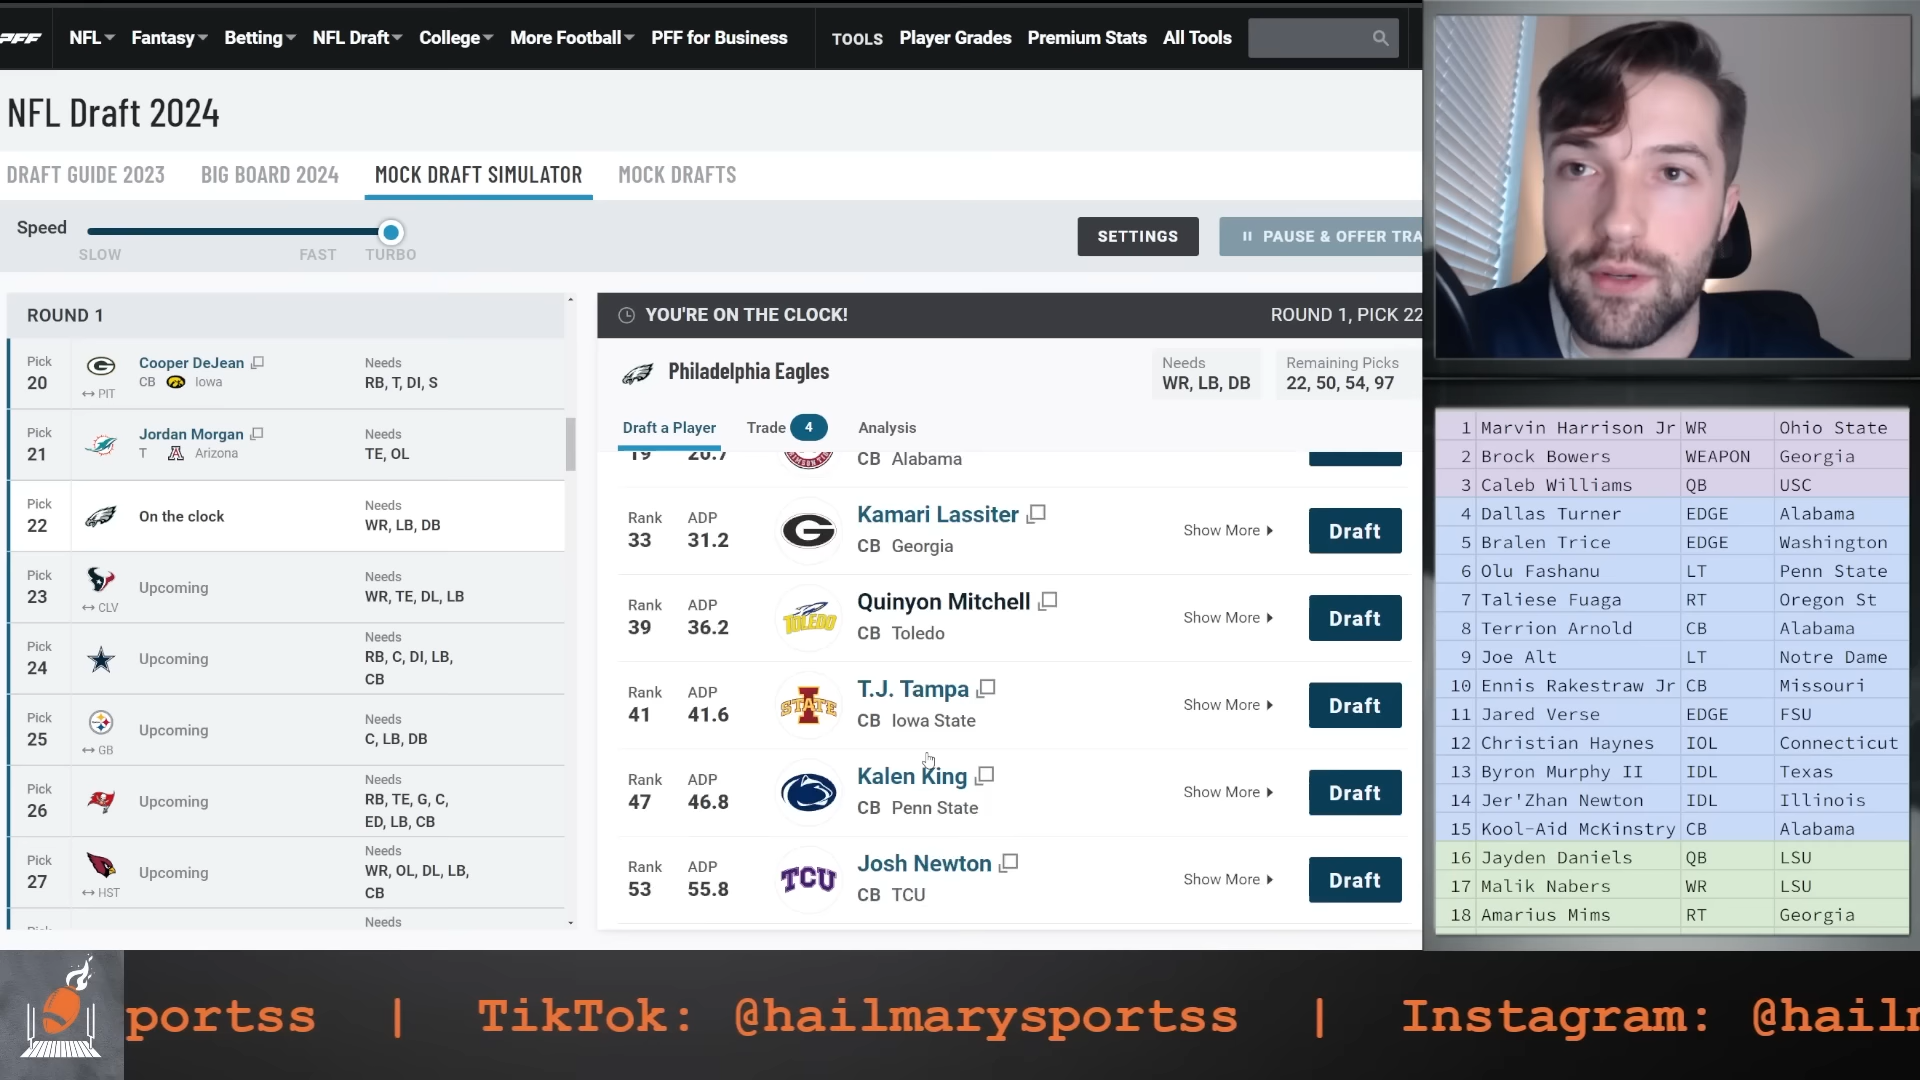 PFF NFL Fantasy Betting NFL Draft College More Football PFF for Business TOOLS Player Grades Premium Stats All Tools
NFL Draft 2024
DRAFT GUIDE 2023 BIG BOARD 2024 MOCK DRAFT SIMULATOR MOCK DRAFTS
Speed
SLOW FAST TURBO
SETTINGS
PAUSE & OFFER TRA
ROUND 1
Pick 20
PIT
Cooper DeJean
CB Iowa
Needs
RB, T, DI, S
Pick 21
Jordan Morgan
T Arizona
Needs
TE, OL
Pick 22
On the clock
Needs
WR, LB, DB
Pick 23
CLV
Upcoming
Needs
WR, TE, DL, LB
Pick 24
Upcoming
Needs
RB, C, DI, LB,
CB
Pick 25
GB
Upcoming
Needs
C, LB, DB
Pick 26
Upcoming
Needs
RB, TE, G, C,
ED, LB, CB
Pick 27
HST
Upcoming
Needs
WR, OL, DL, LB,
CB
Needs
YOU'RE ON THE CLOCK! ROUND 1, PICK 22
Philadelphia Eagles
Needs
WR, LB, DB
Remaining Picks
22, 50, 54, 97
Draft a Player Trade 4 Analysis
19 20.7
CB Alabama
Rank 33 ADP 31.2
Kamari Lassiter
CB Georgia
Show More Draft
Rank 39 ADP 36.2
TOLEDO
Quinyon Mitchell
CB Toledo
Show More Draft
Rank 41 ADP 41.6
STATE
T.J. Tampa
CB Iowa State
Show More Draft
Rank 47 ADP 46.8
Kalen King
CB Penn State
Show More Draft
Rank 53 ADP 55.8
TCU
Josh Newton
CB TCU
Show More Draft
1 Marvin Harrison Jr WR Ohio State
2 Brock Bowers WEAPON Georgia
3 Caleb Williams QB USC
4 Dallas Turner EDGE Alabama
5 Bralen Trice EDGE Washington
6 Olu Fashanu LT Penn State
7 Taliese Fuaga RT Oregon St
8 Terrion Arnold CB Alabama
9 Joe Alt LT Notre Dame
10 Ennis Rakestraw Jr CB Missouri
11 Jared Verse EDGE FSU
12 Christian Haynes IOL Connecticut
13 Byron Murphy II IDL Texas
14 Jer'Zhan Newton IDL Illinois
15 Kool-Aid McKinstry CB Alabama
16 Jayden Daniels QB LSU
17 Malik Nabers WR LSU
18 Amarius Mims RT Georgia
portss | TikTok: @hailmarysportss | Instagram: @hailm